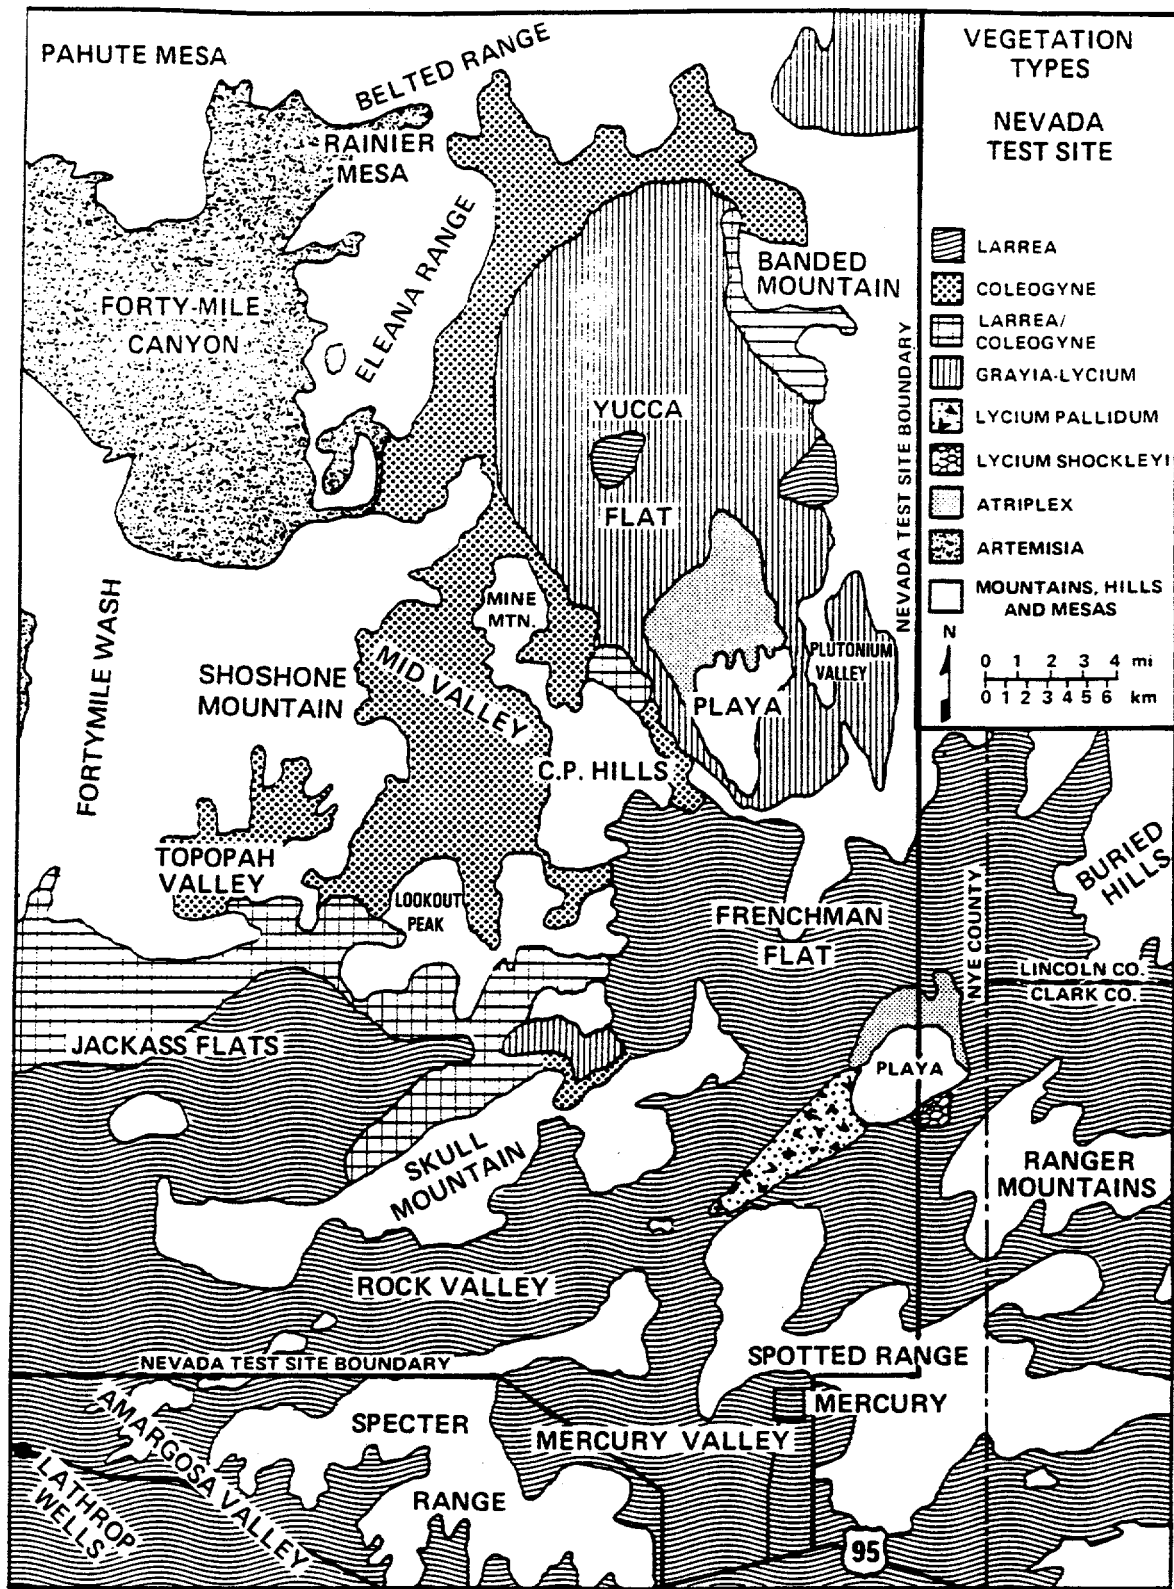 PAHUTE MESA
BELTED RANGE
RAINIER
MESA
ELEANA RANGE
FORTY-MILE
CANYON
BANDED
MOUNTAIN
YUCCA
FLAT
NEVADA TEST SITE BOUNDARY
MINE
MTN.
MID VALLEY
SHOSHONE
MOUNTAIN
FORTYMILE WASH
PLUTONIUM
VALLEY
PLAYA
C.P. HILLS
TOPOPAH
VALLEY
LOOKOUT
PEAK
FRENCHMAN
FLAT
NYE COUNTY
BURIED
HILLS
LINCOLN CO.
CLARK CO.
JACKASS FLATS
PLAYA
SKULL
MOUNTAIN
RANGER
MOUNTAINS
ROCK VALLEY
NEVADA TEST SITE BOUNDARY
SPOTTED RANGE
MERCURY
SPECTER
RANGE
MERCURY VALLEY
AMARGOSA VALLEY
LATHROP
WELLS
95
VEGETATION
TYPES
NEVADA
TEST SITE
LARREA
COLEOGYNE
LARREA/
COLEOGYNE
GRAYIA-LYCIUM
LYCIUM PALLIDUM
LYCIUM SHOCKLEYI
ATRIPLEX
ARTEMISIA
MOUNTAINS, HILLS
AND MESAS
N
0 1 2 3 4 mi
0 1 2 3 4 5 6 km